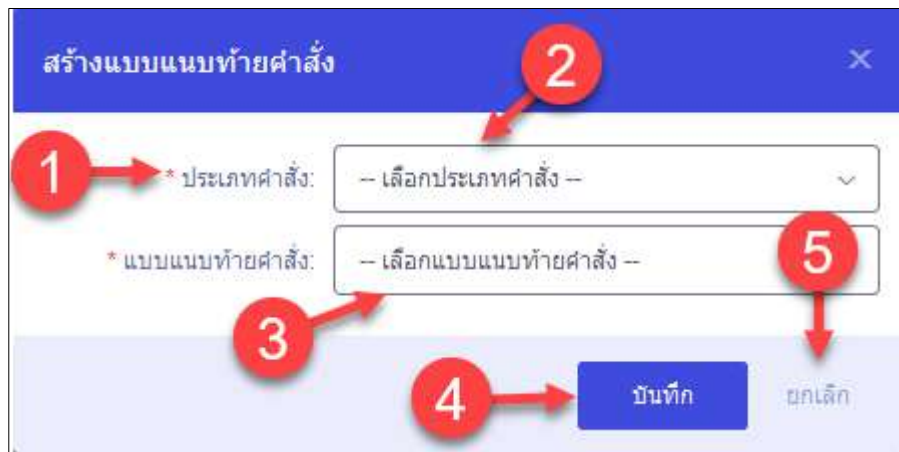 สร้างแบบแนบท้ายคำสั่ง ×
2
1
* ประเภทคำสั่ง: -- เลือกประเภทคำสั่ง --
* แบบแนบท้ายคำสั่ง: -- เลือกแบบแนบท้ายคำสั่ง --
5
3
4
บันทึก ยกเลิก